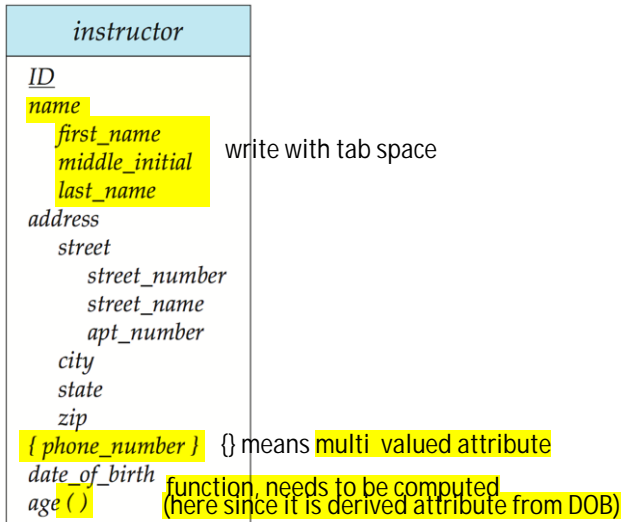 instructor
ID
name
first_name
middle_initial
last_name
write with tab space
address
street
street_number
street_name
apt_number
city
state
zip
{ phone_number } {} means multi valued attribute
date_of_birth
function, needs to be computed
age ( ) (here since it is derived attribute from DOB)